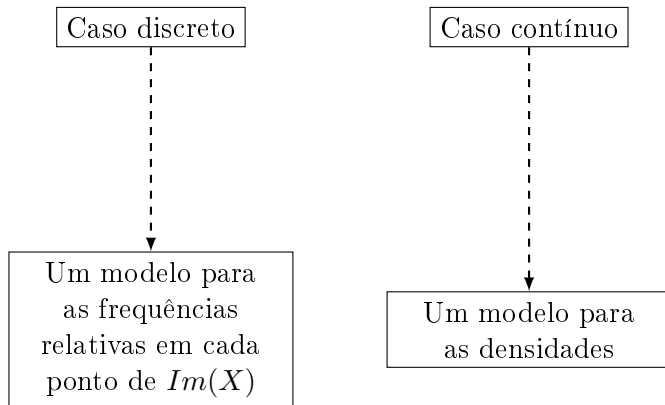 Caso discreto
Caso contínuo
Um modelo para
as frequências
relativas em cada
ponto de Im(X)
Um modelo para
as densidades